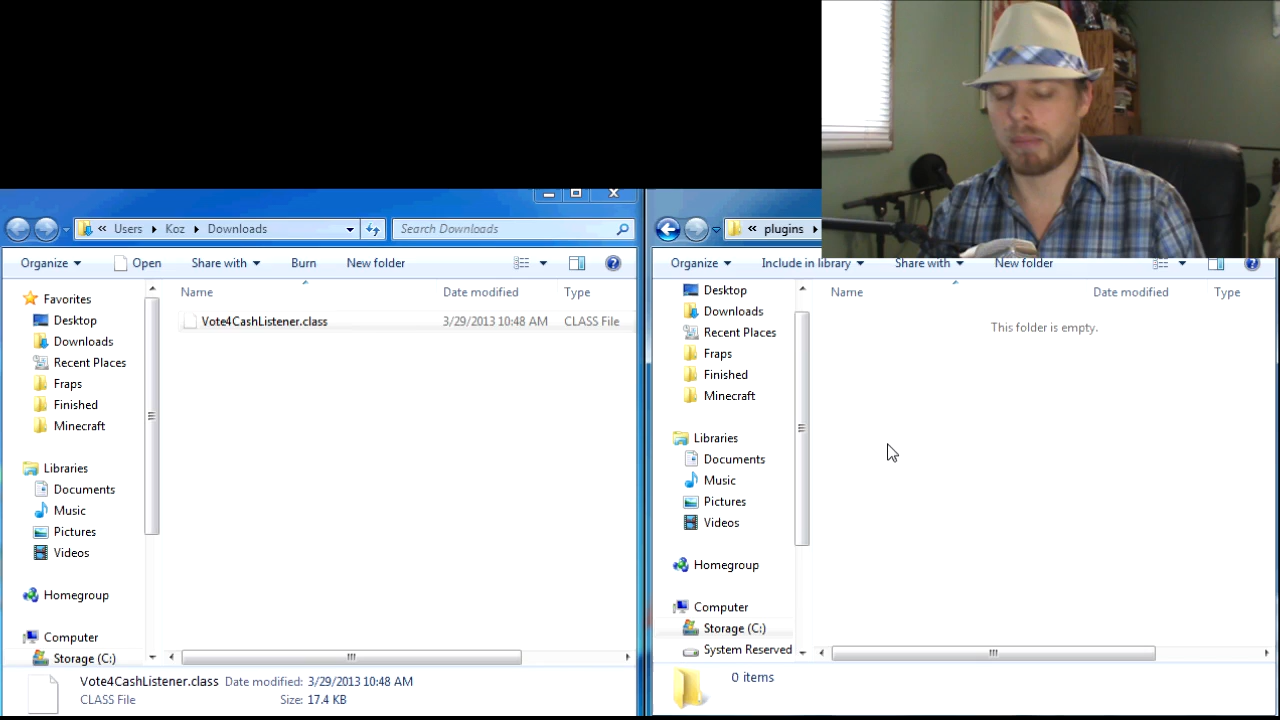 « Users Koz Downloads
Search Downloads
Organize Open Share with Burn New folder
Name Date modified Type
Vote4CashListener.class 3/29/2013 10:48 AM CLASS File
Favorites
Desktop
Downloads
Recent Places
Fraps
Finished
Minecraft
Libraries
Documents
Music
Pictures
Videos
Homegroup
Computer
Storage (C:)
Vote4CashListener.class Date modified: 3/29/2013 10:48 AM
CLASS File Size: 17.4 KB
« plugins
Organize Include in library Share with New folder
Name Date modified Type
This folder is empty.
Desktop
Downloads
Recent Places
Fraps
Finished
Minecraft
Libraries
Documents
Music
Pictures
Videos
Homegroup
Computer
Storage (C:)
System Reserved
0 items